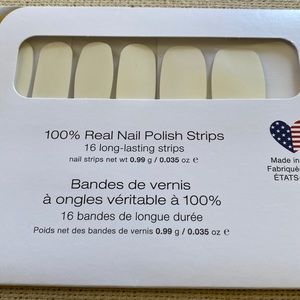 100% Real Nail Polish Strips
16 long-lasting strips
nail strips net wt 0.99 g / 0.035 oz ℮
Bandes de vernis
à ongles véritable à 100%
16 bandes de longue durée
Poids net des bandes de vernis 0.99 g / 0.035 oz ℮
Made in
Fabriqué
ÉTATS-